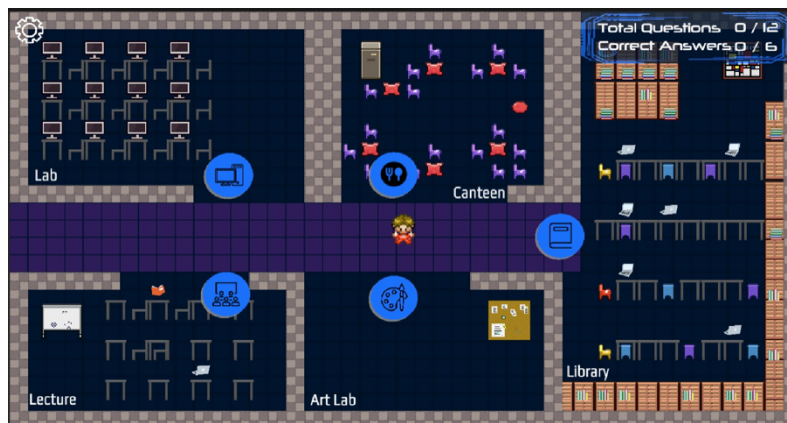 Total Questions 0 / 12
Correct Answers 0 / 6
Lab
Canteen
Lecture
Art Lab
Library